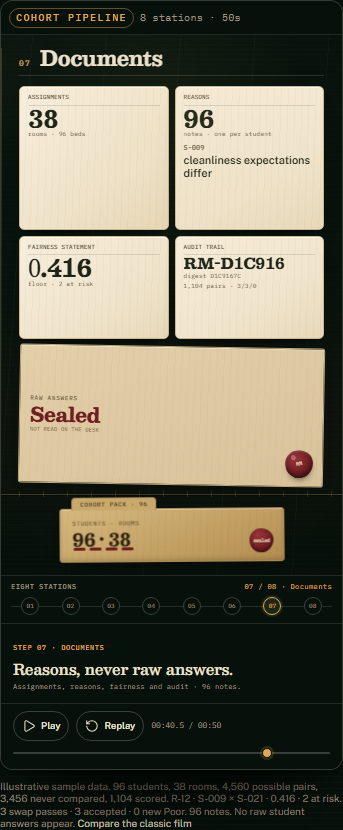 COHORT PIPELINE 8 stations · 50s
07 Documents
ASSIGNMENTS
38
rooms · 96 beds
REASONS
96
notes · one per student
S-009
cleanliness expectations
differ
FAIRNESS STATEMENT
0.416
floor · 2 at risk
AUDIT TRAIL
RM-D1C916
digest D1C9167C
1,104 pairs · 3/3/0
RAW ANSWERS
Sealed
NOT READ ON THE DESK
RM
COHORT PACK · 96
STUDENTS · ROOMS
96·38
sealed
EIGHT STATIONS 07 / 08 · Documents
01 02 03 04 05 06 07 08
STEP 07 · DOCUMENTS
Reasons, never raw answers.
Assignments, reasons, fairness and audit · 96 notes.
Play Replay 00:40.5 / 00:50
Illustrative sample data. 96 students, 38 rooms, 4,560 possible pairs,
3,456 never compared, 1,104 scored. R-12 · S-009 × S-021 · 0.416 · 2 at risk.
3 swap passes · 3 accepted · 0 new Poor. 96 notes. No raw student
answers appear. Compare the classic film